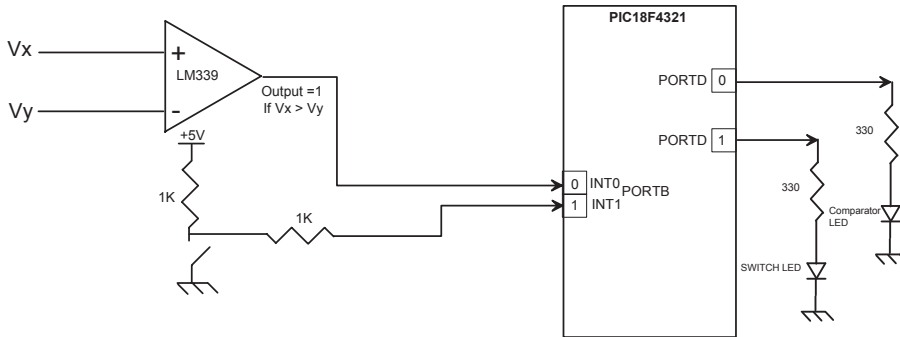 PIC18F4321
Vx
+
LM339
Vy
-
Output =1
If Vx > Vy
+5V
1K
1K
0 INT0
PORTB
1 INT1
PORTD 0
PORTD 1
330
330
Comparator
LED
SWITCH LED